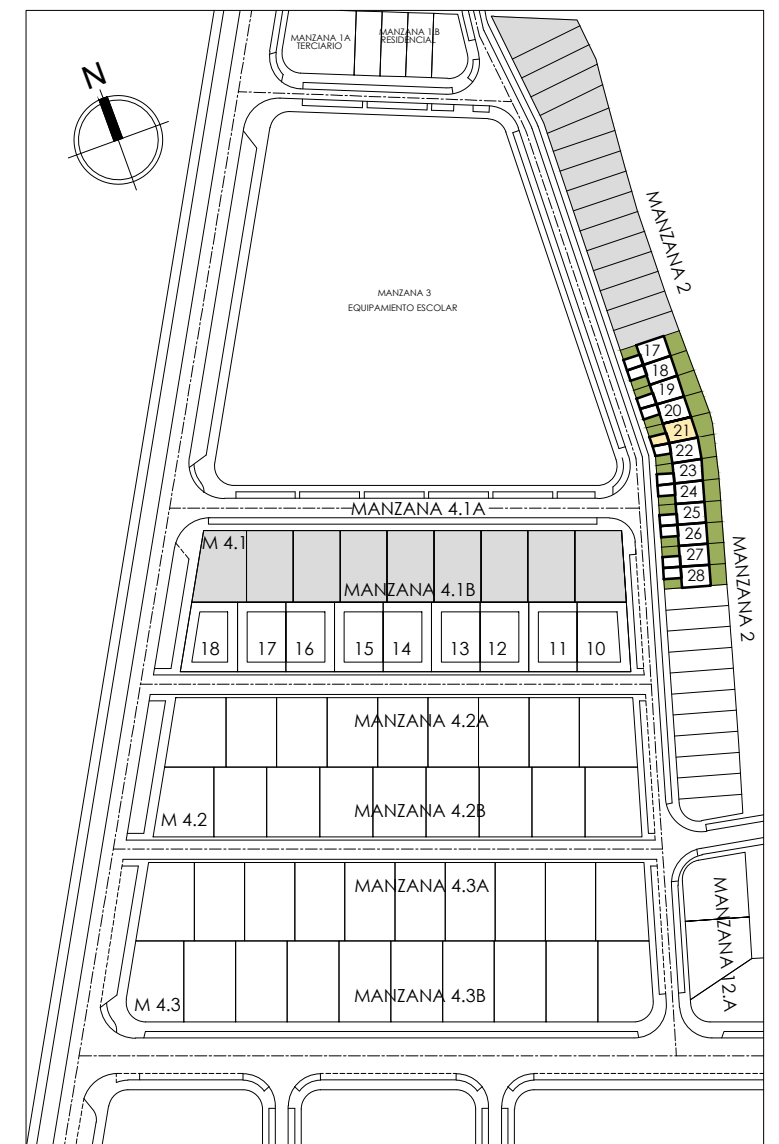 MANZANA 1A
TERCIARIO
MANZANA 1.B
RESIDENCIAL
N
MANZANA 2
MANZANA 3
EQUIPAMIENTO ESCOLAR
17
18
19
20
21
22
23
24
25
26
27
28
MANZANA 2
MANZANA 4.1A
M 4.1
MANZANA 4.1B
18 17 16 15 14 13 12 11 10
MANZANA 4.2A
MANZANA 4.2B
M 4.2
MANZANA 4.3A
MANZANA 12.A
MANZANA 4.3B
M 4.3